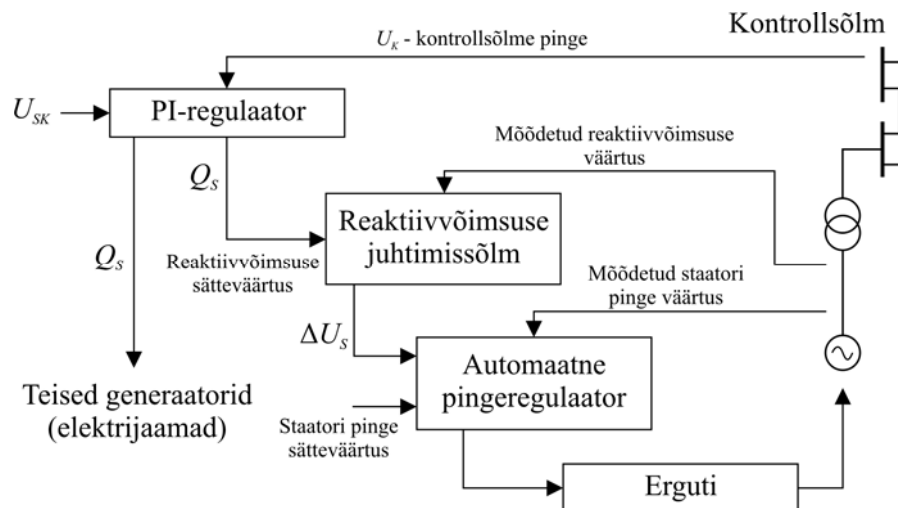 Kontrollsõlm
U_K - kontrollsõlme pinge
U_SK
PI-regulaator
Mõõdetud reaktiivvõimsuse
väärtus
Q_S
Reaktiivvõimsuse
juhtimissõlm
Q_S
Reaktiivvõimsuse
sätteväärtus
Mõõdetud staatori
pinge väärtus
ΔU_S
Automaatne
pingeregulaator
Teised generaatorid
(elektrijaamad)
Staatori pinge
sätteväärtus
Erguti